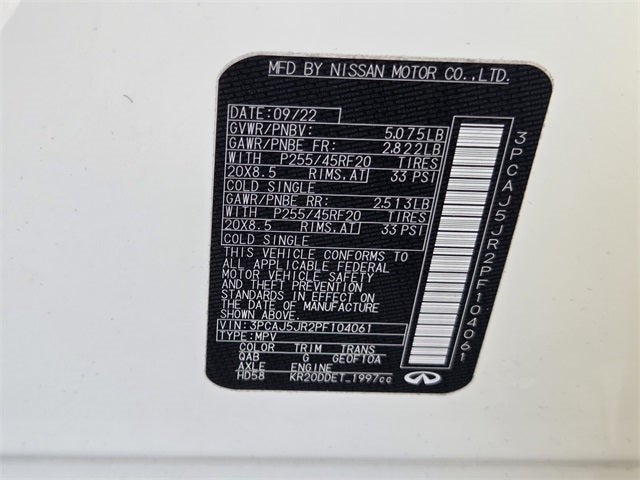 MFD BY NISSAN MOTOR CO.,LTD.
DATE: 09/22
GVWR/PNBV: 5,075LB
GAWR/PNBE FR: 2,822LB
WITH P255/45RF20 TIRES
20X8.5 RIMS,AT 33 PSI
COLD SINGLE
GAWR/PNBE RR: 2,513LB
WITH P255/45RF20 TIRES
20X8.5 RIMS,AT 33 PSI
COLD SINGLE
THIS VEHICLE CONFORMS TO
ALL APPLICABLE FEDERAL
MOTOR VEHICLE SAFETY
AND THEFT PREVENTION
STANDARDS IN EFFECT ON
THE DATE OF MANUFACTURE
SHOWN ABOVE.
VIN: 3PCAJ5JR2PF104061
TYPE: MPV
COLOR TRIM TRANS
QAB G GE0F10A
AXLE ENGINE
HD58 KR20DDET 1997cc
3PCAJ5JR2PF104061